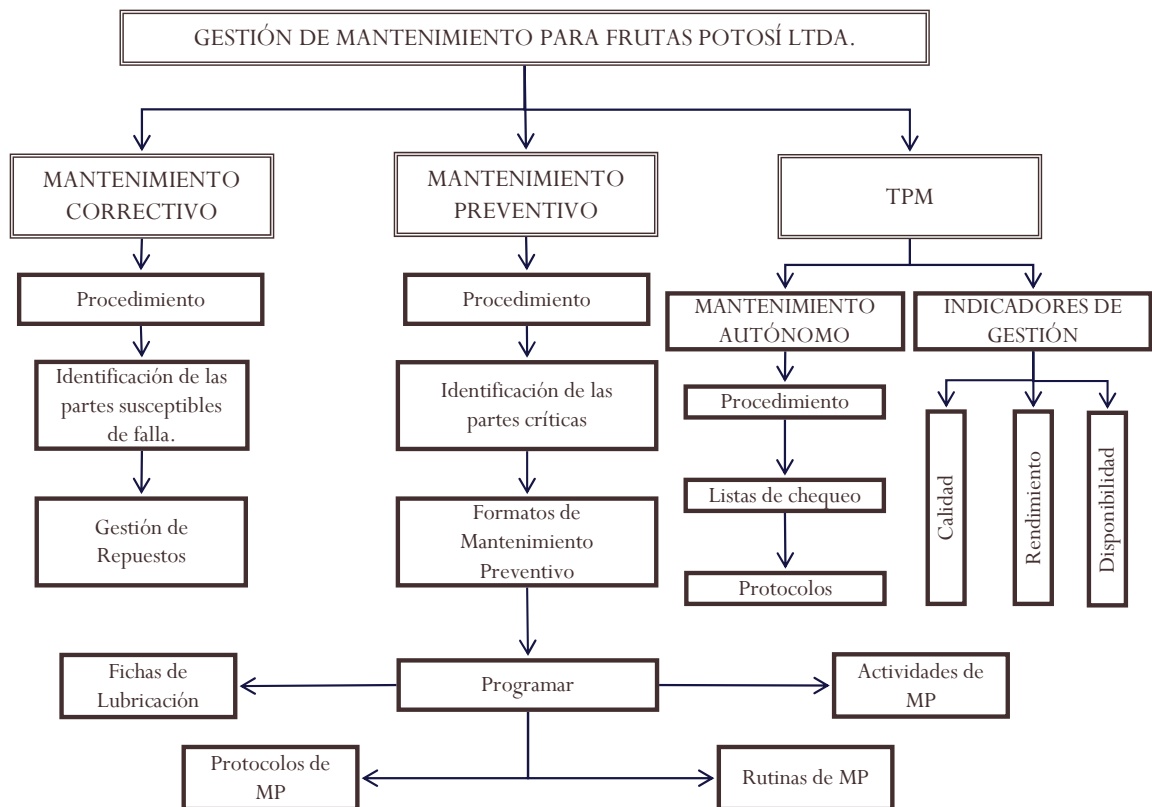 GESTIÓN DE MANTENIMIENTO PARA FRUTAS POTOSÍ LTDA.
MANTENIMIENTO
CORRECTIVO
MANTENIMIENTO
PREVENTIVO
TPM
Procedimiento
Procedimiento
MANTENIMIENTO
AUTÓNOMO
INDICADORES DE
GESTIÓN
Identificación de las
partes susceptibles
de falla.
Identificación de las
partes críticas
Procedimiento
Calidad
Rendimiento
Disponibilidad
Listas de chequeo
Gestión de
Repuestos
Formatos de
Mantenimiento
Preventivo
Protocolos
Fichas de
Lubricación
Programar
Actividades de
MP
Protocolos de
MP
Rutinas de MP